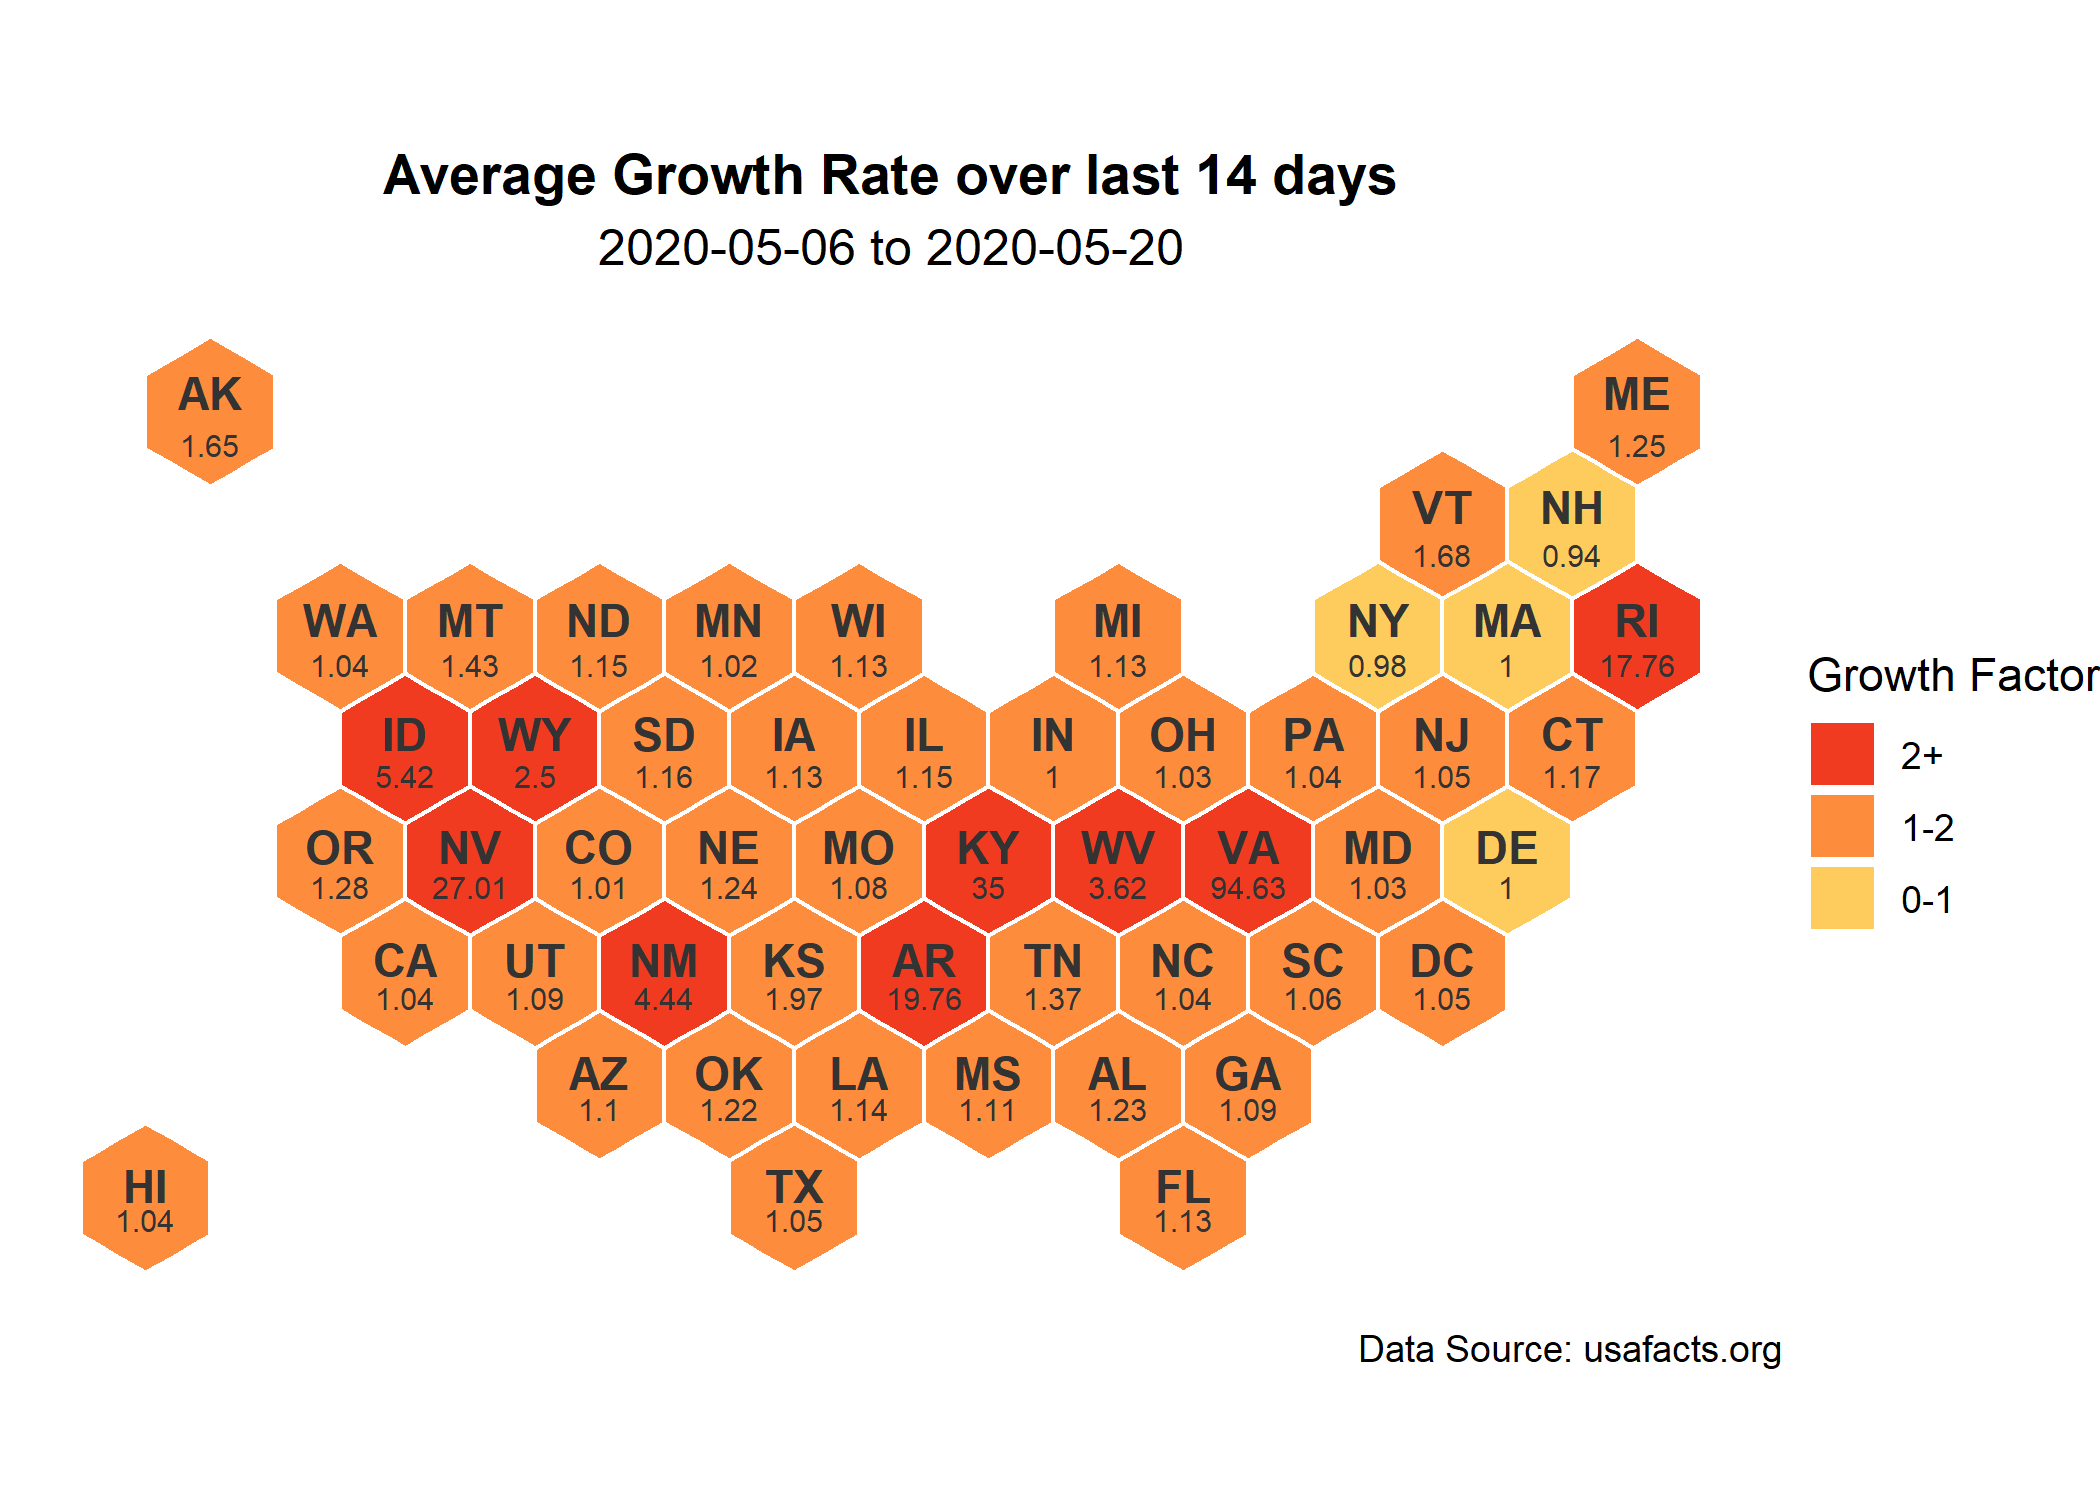 Average Growth Rate over last 14 days
2020-05-06 to 2020-05-20
AK
1.65
ME
1.25
VT
1.68
NH
0.94
WA
1.04
MT
1.43
ND
1.15
MN
1.02
WI
1.13
MI
1.13
NY
0.98
MA
1
RI
17.76
ID
5.42
WY
2.5
SD
1.16
IA
1.13
IL
1.15
IN
1
OH
1.03
PA
1.04
NJ
1.05
CT
1.17
OR
1.28
NV
27.01
CO
1.01
NE
1.24
MO
1.08
KY
35
WV
3.62
VA
94.63
MD
1.03
DE
1
CA
1.04
UT
1.09
NM
4.44
KS
1.97
AR
19.76
TN
1.37
NC
1.04
SC
1.06
DC
1.05
AZ
1.1
OK
1.22
LA
1.14
MS
1.11
AL
1.23
GA
1.09
HI
1.04
TX
1.05
FL
1.13
Growth Factor
2+
1-2
0-1
Data Source: usafacts.org